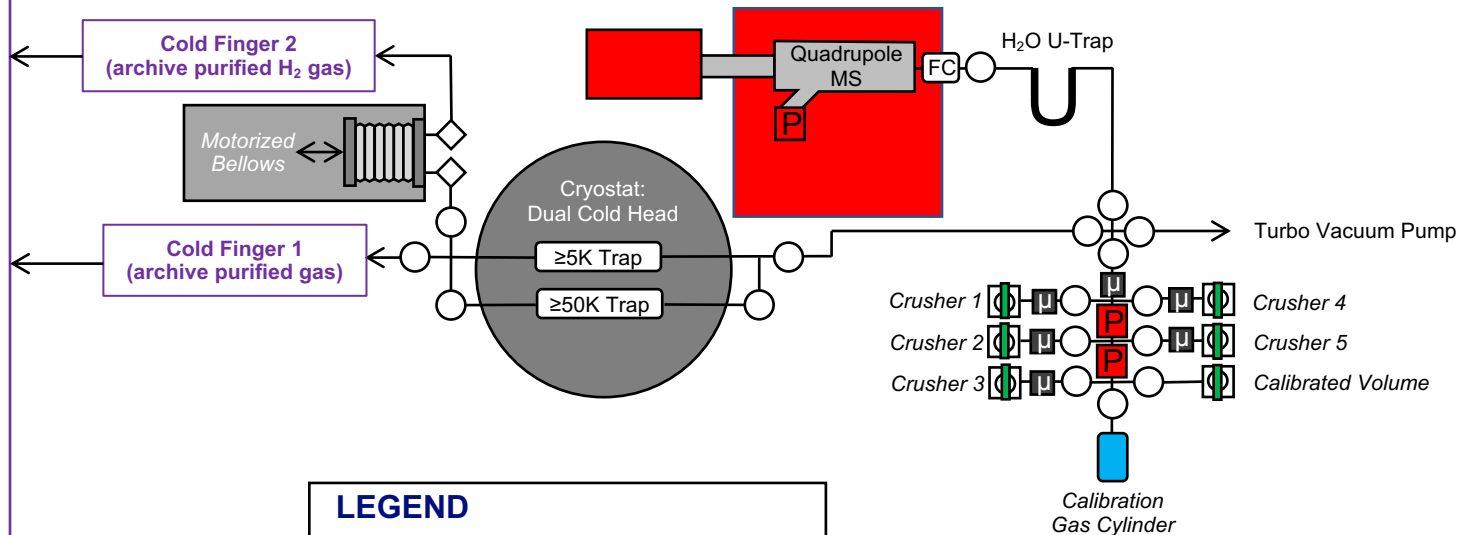 Cold Finger 2
(archive purified H₂ gas)
Motorized
Bellows
Cold Finger 1
(archive purified gas)
Cryostat:
Dual Cold Head
≥5K Trap
≥50K Trap
Quadrupole
MS
P
FC
H₂O U-Trap
Turbo Vacuum Pump
μ
Crusher 1
μ
μ
Crusher 4
P
Crusher 2
μ
μ
Crusher 5
P
Crusher 3
μ
Calibrated Volume
Calibration
Gas Cylinder
LEGEND